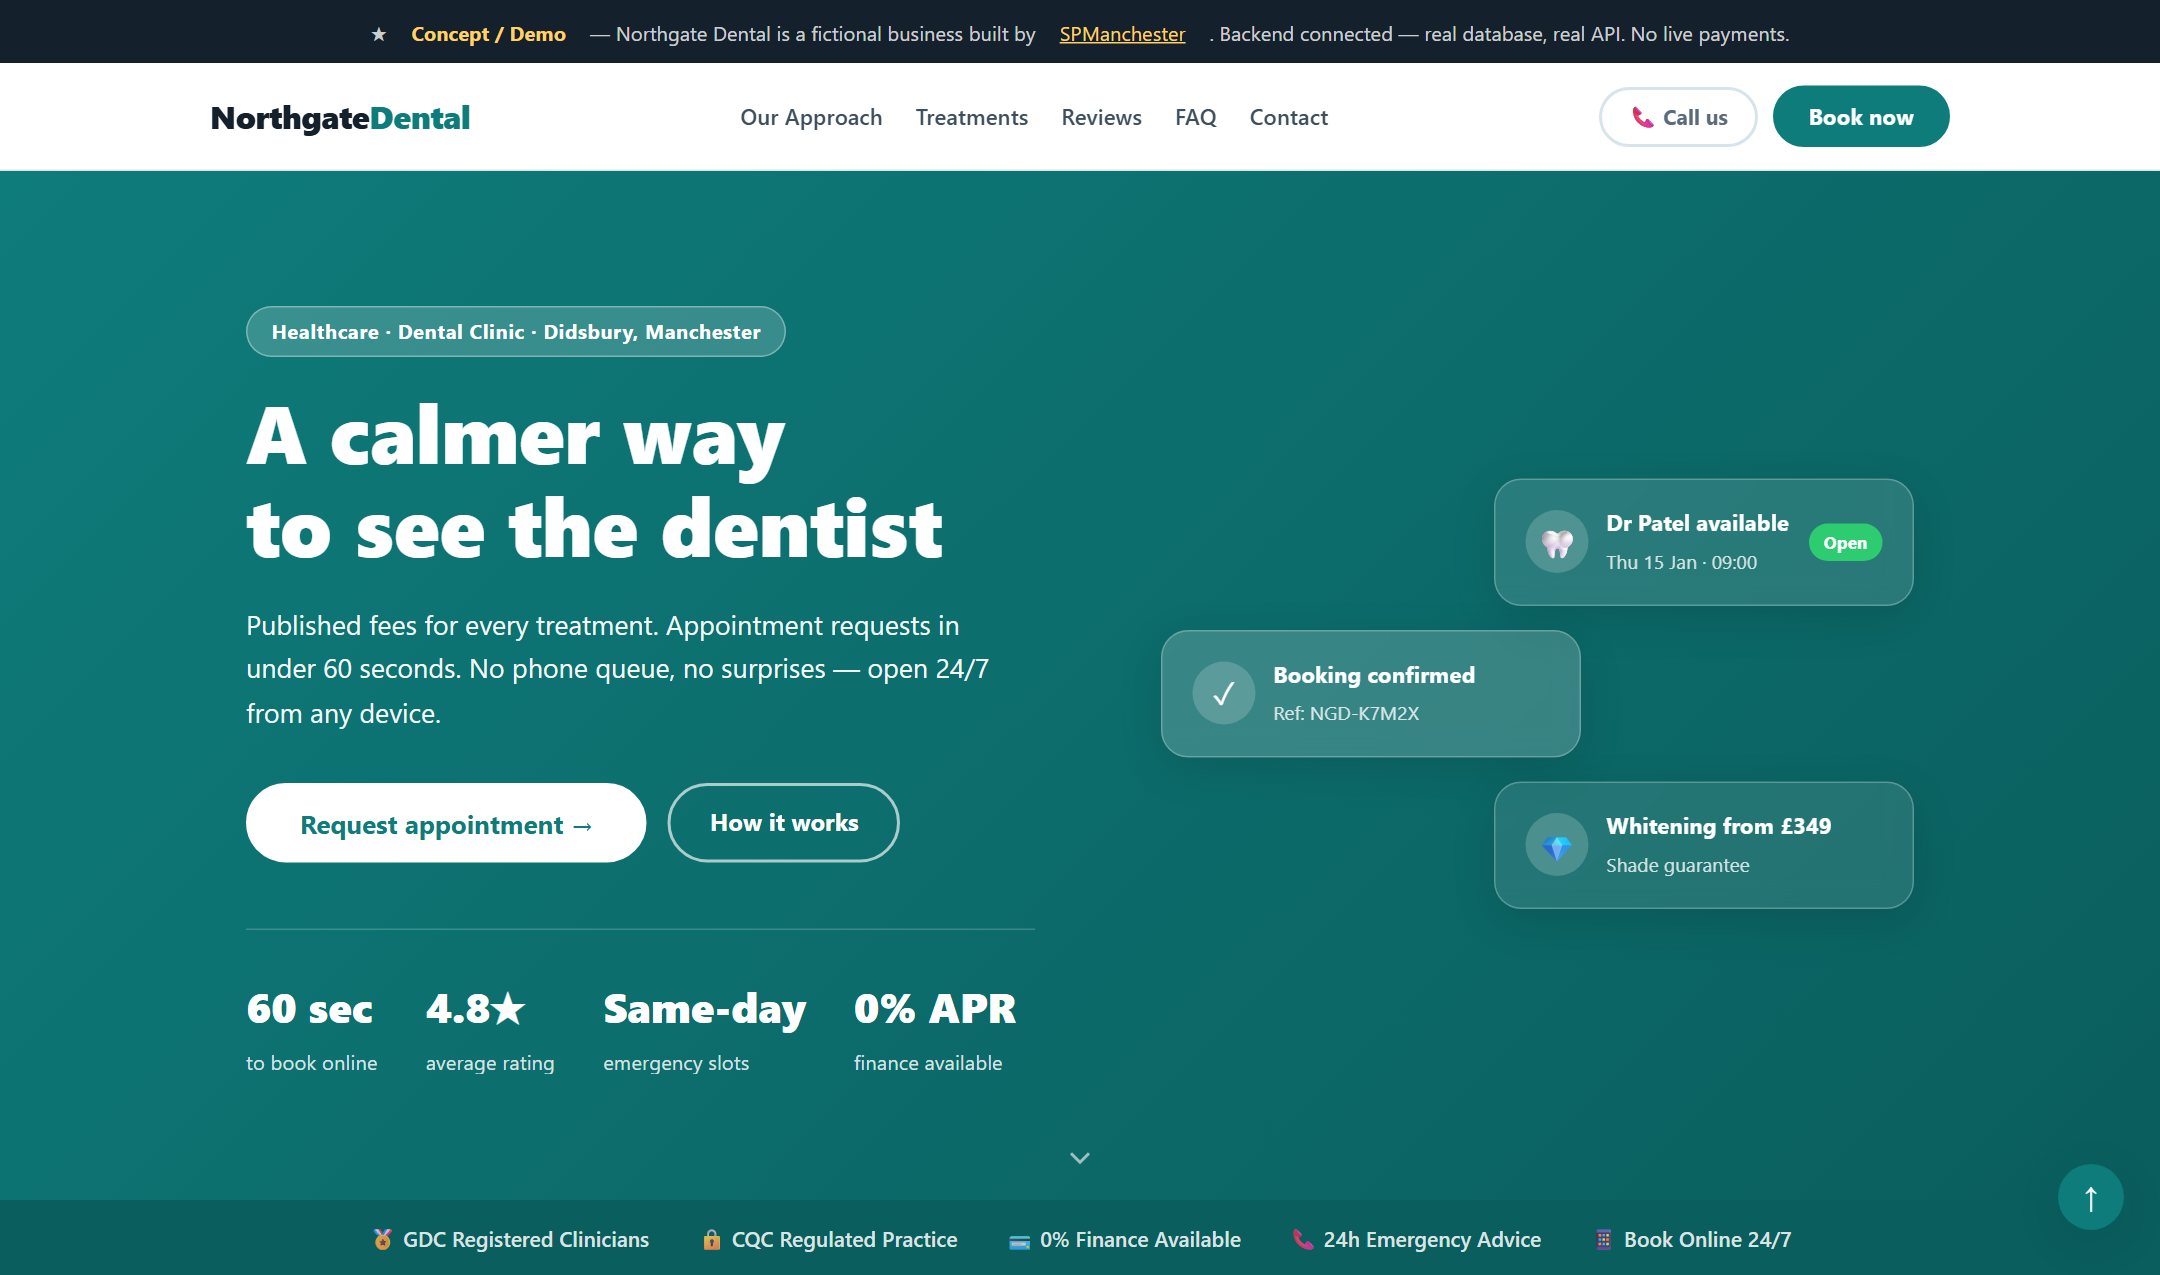 ★ Concept / Demo — Northgate Dental is a fictional business built by SPManchester . Backend connected — real database, real API. No live payments.
NorthgateDental
Our Approach Treatments Reviews FAQ Contact
Call us
Book now
Healthcare · Dental Clinic · Didsbury, Manchester
A calmer way
to see the dentist
Published fees for every treatment. Appointment requests in
under 60 seconds. No phone queue, no surprises — open 24/7
from any device.
Request appointment →
How it works
60 sec
to book online
4.8★
average rating
Same-day
emergency slots
0% APR
finance available
Dr Patel available
Thu 15 Jan · 09:00
Open
✓
Booking confirmed
Ref: NGD-K7M2X
Whitening from £349
Shade guarantee
↑
GDC Registered Clinicians
CQC Regulated Practice
0% Finance Available
24h Emergency Advice
Book Online 24/7